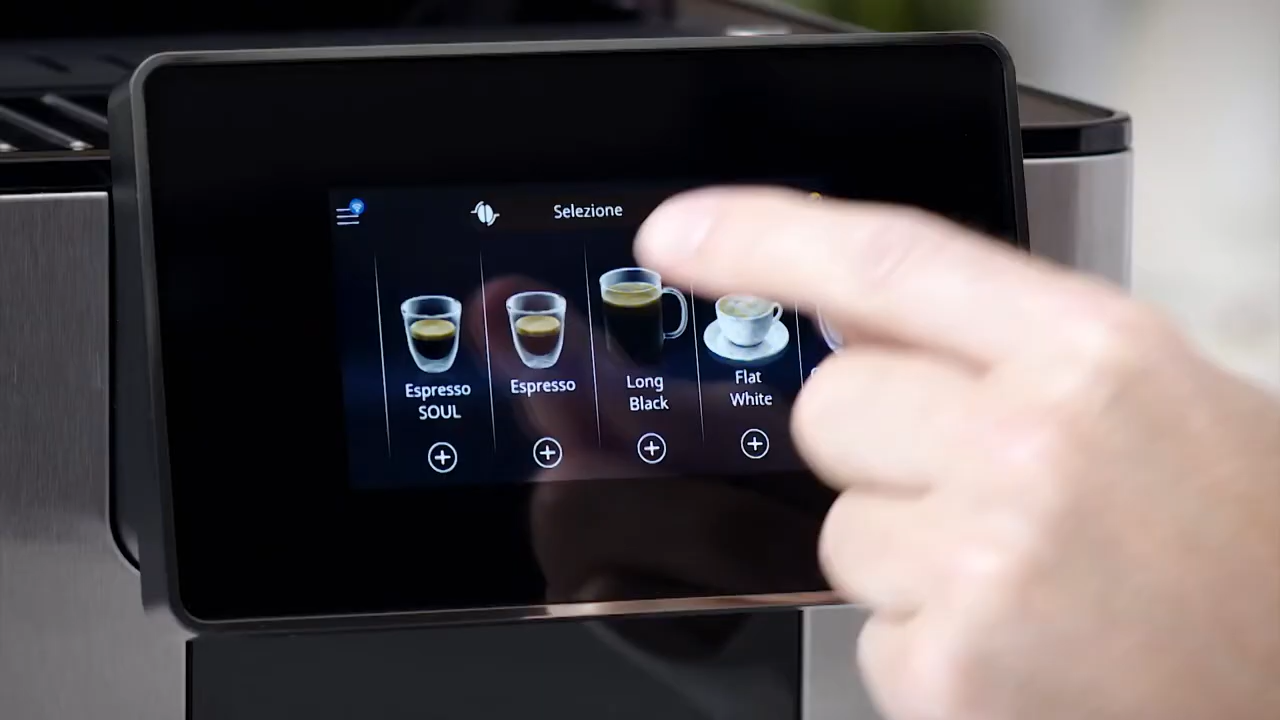 Selezione
Espresso
SOUL
Espresso
Long
Black
Flat
White